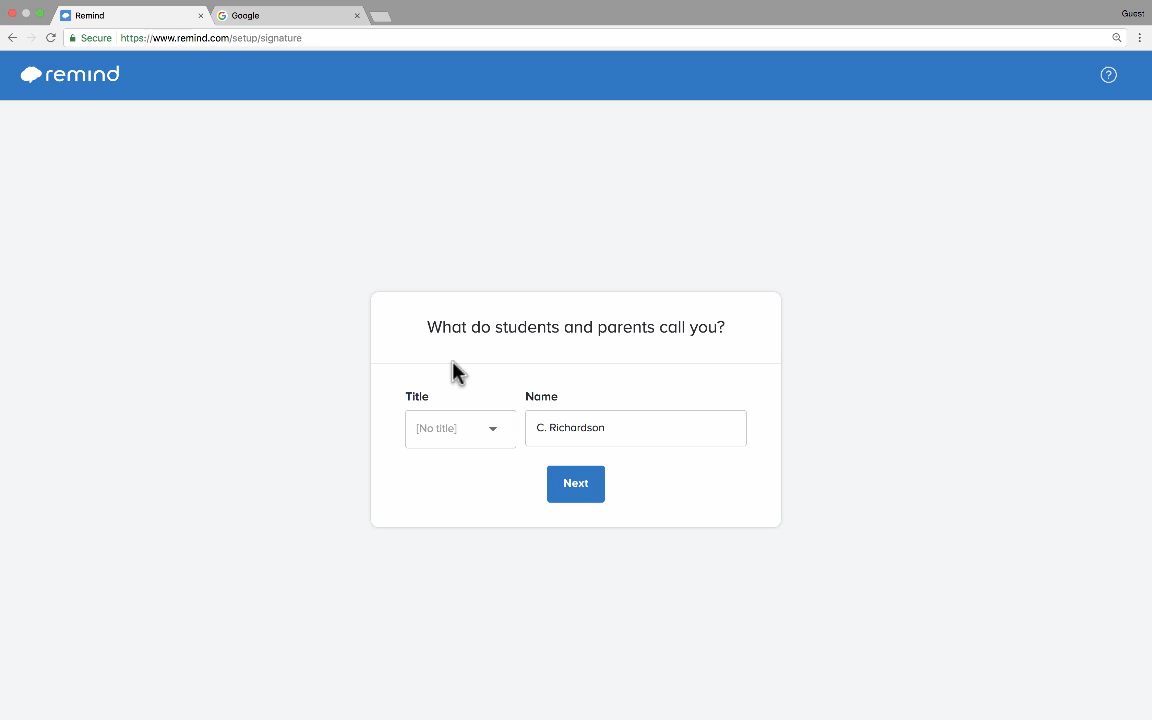 Remind
Google
Guest
Secure
https://www.remind.com/setup/signature
remind
?
What do students and parents call you?
Title
Name
[No title]
C. Richardson
Next